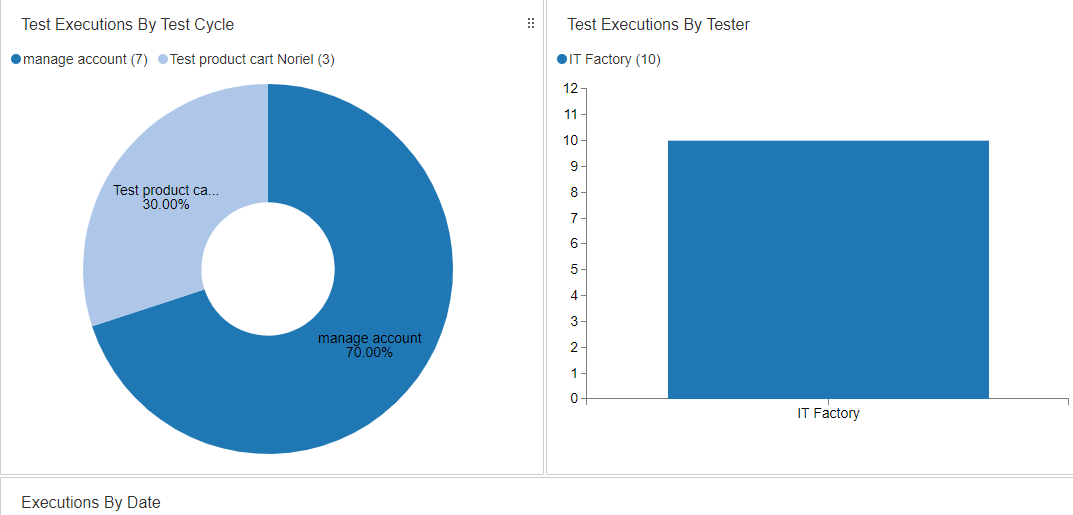 Test Executions By Test Cycle
manage account (7) Test product cart Noriel (3)
Test product ca...
30.00%
manage account
70.00%
Test Executions By Tester
IT Factory (10)
12
11
10
9
8
7
6
5
4
3
2
1
0
IT Factory
Executions By Date